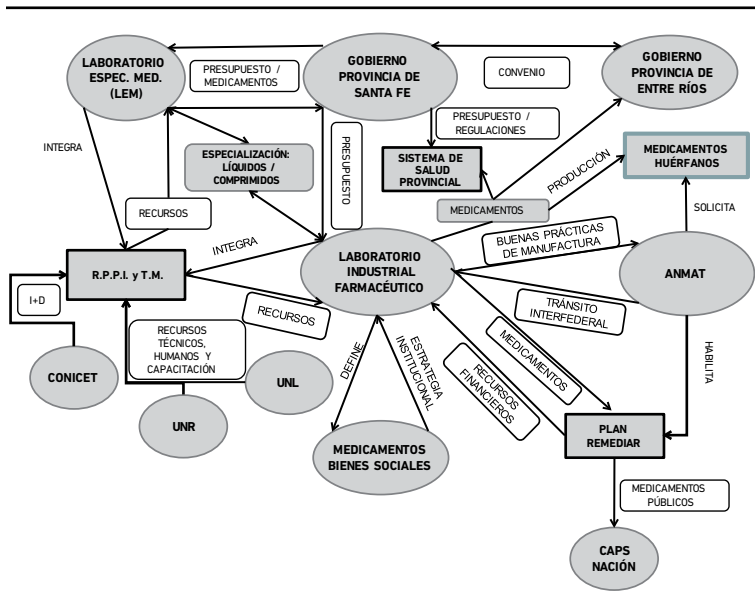 LABORATORIO
ESPEC. MED.
(LEM)
PRESUPUESTO /
MEDICAMENTOS
GOBIERNO
PROVINCIA DE
SANTA FE
CONVENIO
GOBIERNO
PROVINCIA DE
ENTRE RÍOS
INTEGRA
ESPECIALIZACIÓN:
LÍQUIDOS /
COMPRIMIDOS
PRESUPUESTO
PRESUPUESTO /
REGULACIONES
SISTEMA DE
SALUD
PROVINCIAL
MEDICAMENTOS
PRODUCCIÓN
MEDICAMENTOS
HUÉRFANOS
SOLICITA
RECURSOS
INTEGRA
R.P.P.I. y T.M.
LABORATORIO
INDUSTRIAL
FARMACÉUTICO
BUENAS PRÁCTICAS
DE MANUFACTURA
ANMAT
TRÁNSITO
INTERFEDERAL
I+D
RECURSOS
RECURSOS
TÉCNICOS,
HUMANOS Y
CAPACITACIÓN
CONICET
UNL
UNR
DEFINE
ESTRATEGIA
INSTITUCIONAL
RECURSOS
FINANCIEROS
MEDICAMENTOS
HABILITA
MEDICAMENTOS
BIENES SOCIALES
PLAN
REMEDIAR
MEDICAMENTOS
PÚBLICOS
CAPS
NACIÓN